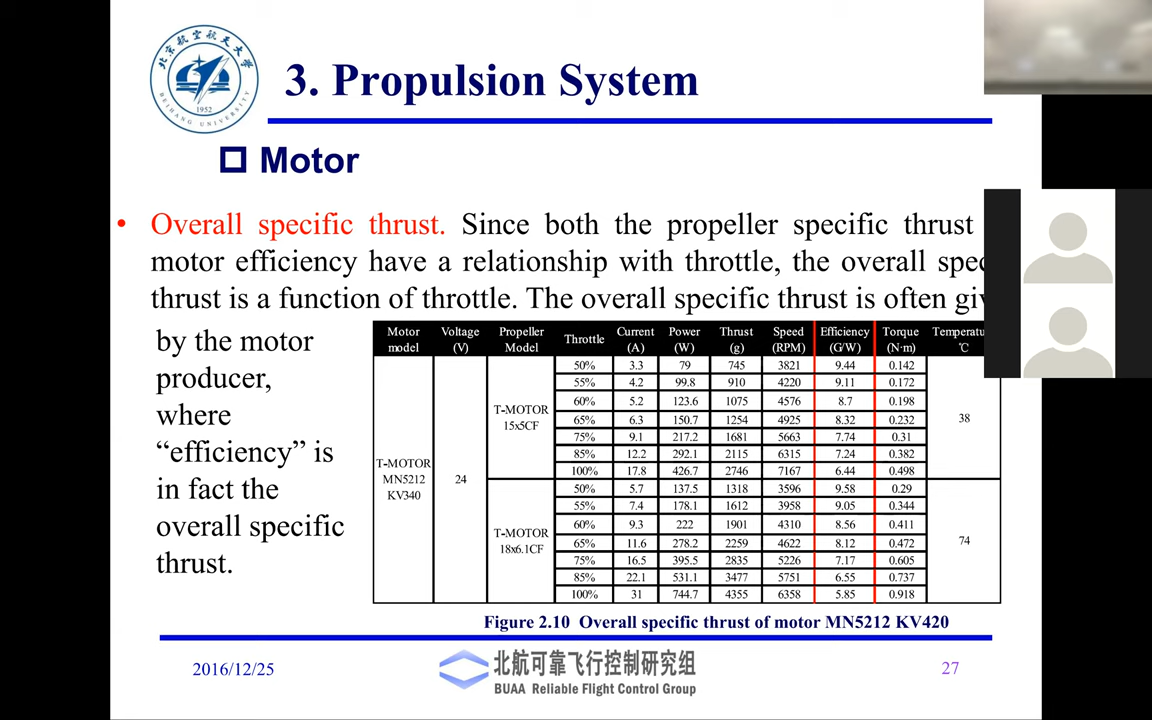 北京航空航天大学
BEIHANG UNIVERSITY
1952
3. Propulsion System
Motor
• Overall specific thrust. Since both the propeller specific thrust
motor efficiency have a relationship with throttle, the overall spec
thrust is a function of throttle. The overall specific thrust is often giv
by the motor
producer,
where
“efficiency” is
in fact the
overall specific
thrust.
Motor model Voltage (V) Propeller Model Throttle Current (A) Power (W) Thrust (g) Speed (RPM) Efficiency (G/W) Torque (N·m) Temperatu ℃
T-MOTOR MN5212 KV340 24
T-MOTOR 15x5CF
50% 3.3 79 745 3821 9.44 0.142
55% 4.2 99.8 910 4220 9.11 0.172
60% 5.2 123.6 1075 4576 8.7 0.198
65% 6.3 150.7 1254 4925 8.32 0.232
75% 9.1 217.2 1681 5663 7.74 0.31
85% 12.2 292.1 2115 6315 7.24 0.382
100% 17.8 426.7 2746 7167 6.44 0.498
38
T-MOTOR 18x6.1CF
50% 5.7 137.5 1318 3596 9.58 0.29
55% 7.4 178.1 1612 3958 9.05 0.344
60% 9.3 222 1901 4310 8.56 0.411
65% 11.6 278.2 2259 4622 8.12 0.472
75% 16.5 395.5 2835 5226 7.17 0.605
85% 22.1 531.1 3477 5751 6.55 0.737
100% 31 744.7 4355 6358 5.85 0.918
74
Figure 2.10 Overall specific thrust of motor MN5212 KV420
2016/12/25
北航可靠飞行控制研究组
BUAA Reliable Flight Control Group
27